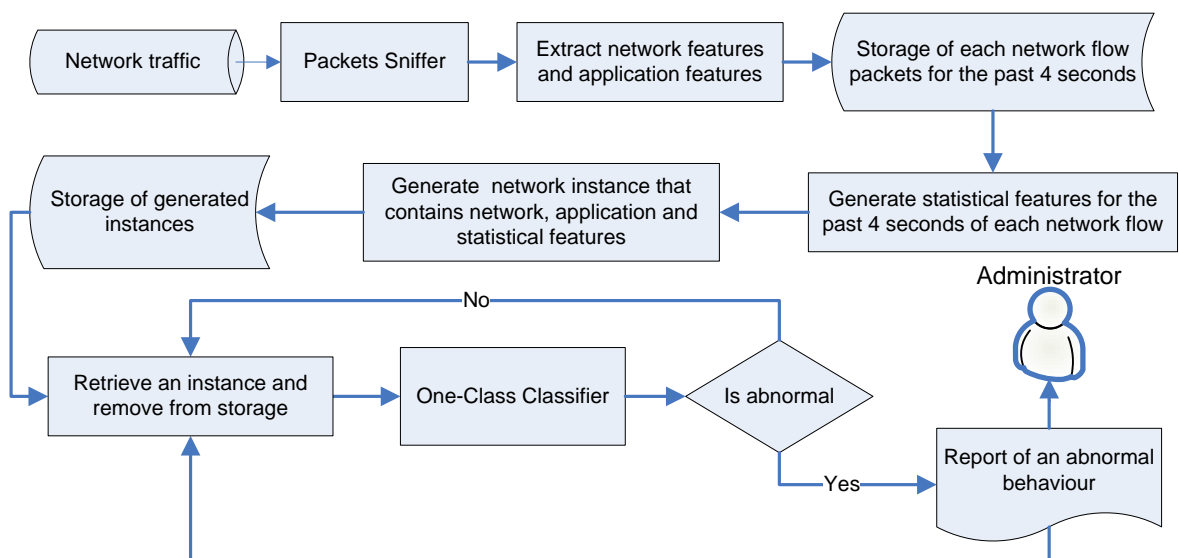 Network traffic
Packets Sniffer
Extract network features
and application features
Storage of each network flow
packets for the past 4 seconds
Storage of generated
instances
Generate network instance that
contains network, application and
statistical features
Generate statistical features for the
past 4 seconds of each network flow
Administrator
No
Retrieve an instance and
remove from storage
One-Class Classifier
Is abnormal
Yes
Report of an abnormal
behaviour